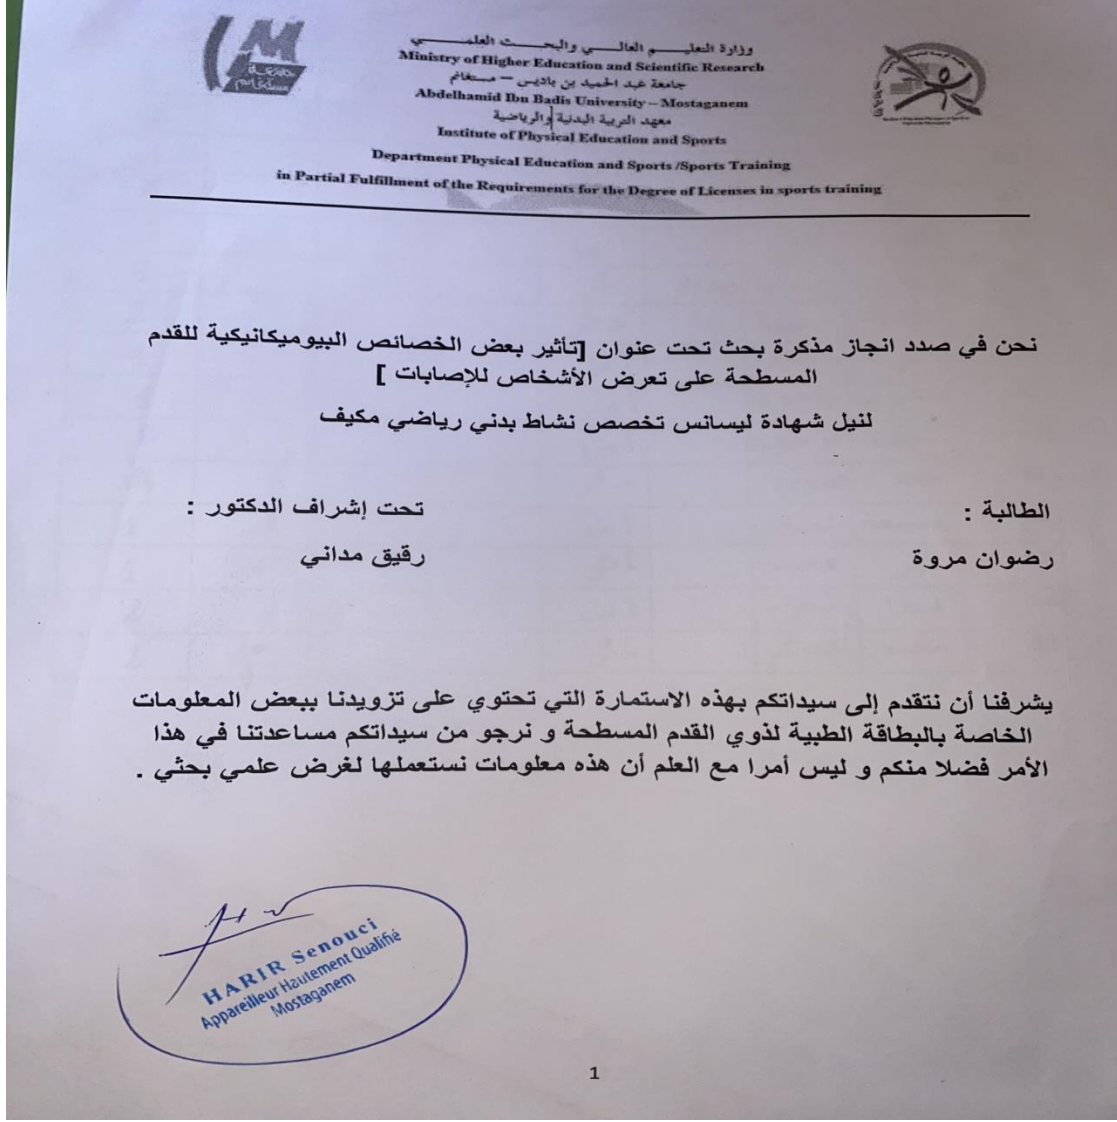 وزارة التعليـــم العالـــي والبحـــث العلمـــــي
Ministry of Higher Education and Scientific Research
جامعة عبد الحميد بن باديس – مستغانم
Abdelhamid Ibn Badis University – Mostaganem
معهد التربية البدنية والرياضية
Institute of Physical Education and Sports
Department Physical Education and Sports /Sports Training
in Partial Fulfillment of the Requirements for the Degree of Licenses in sports training
نحن في صدد انجاز مذكرة بحث تحت عنوان [تأثير بعض الخصائص البيوميكانيكية للقدم
المسطحة على تعرض الأشخاص للإصابات ]
لنيل شهادة ليسانس تخصص نشاط بدني رياضي مكيف
الطالبة : تحت إشراف الدكتور :
رضوان مروة رقيق مداني
يشرفنا أن نتقدم إلى سيداتكم بهذه الاستمارة التي تحتوي على تزويدنا ببعض المعلومات
الخاصة بالبطاقة الطبية لذوي القدم المسطحة و نرجو من سيداتكم مساعدتنا في هذا
الأمر فضلا منكم و ليس أمرا مع العلم أن هذه معلومات نستعملها لغرض علمي بحثي .
HARIR Senouci
Appareilleur Hautement Qualifié
Mostaganem
1